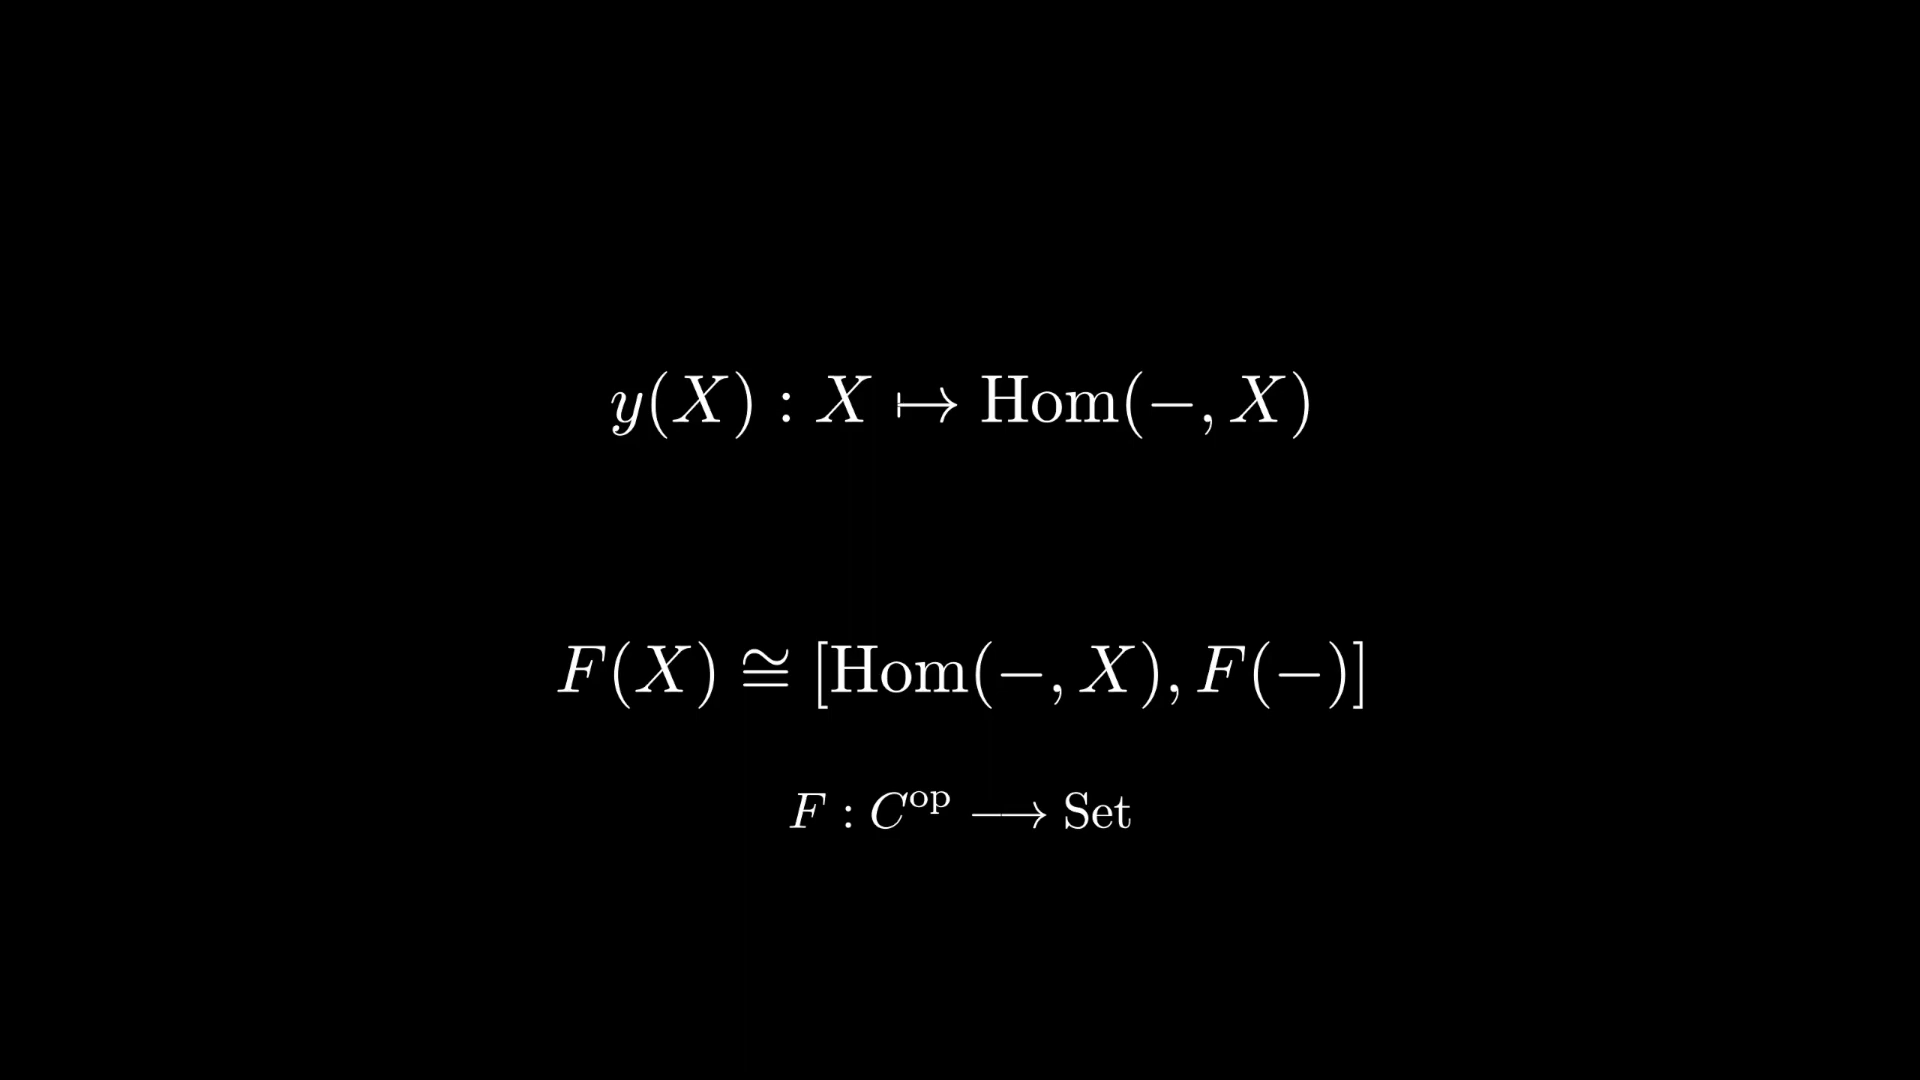 y(X) : X ↦ Hom(−, X)
F(X) ≅ [Hom(−, X), F(−)]
F : C^op ⟶ Set